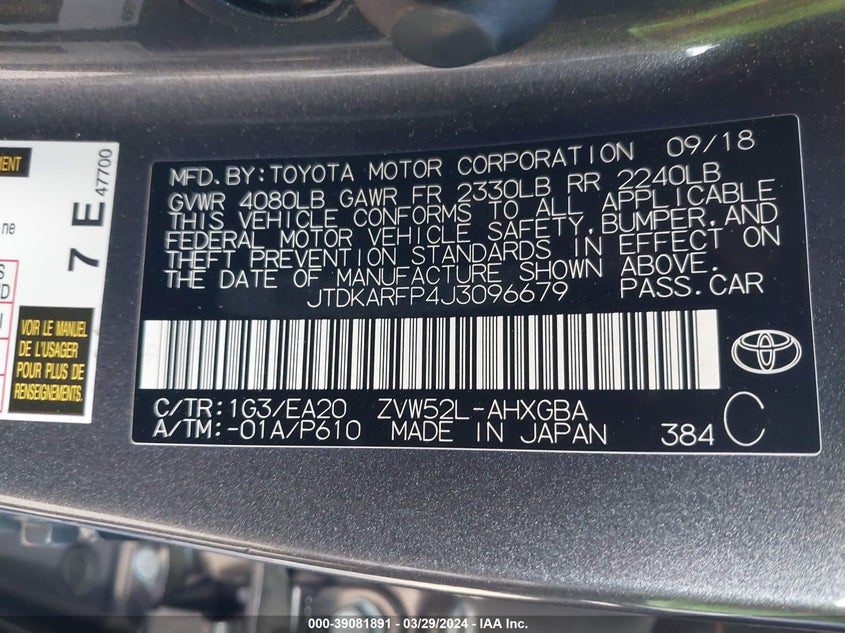 MENT
7 E 47700
ne
S
D
I
VOIR LE MANUEL
DE L'USAGER
POUR PLUS DE
RENSEIGNEMENTS.
MFD. BY: TOYOTA MOTOR CORPORATION 09/18
GVWR 4080LB GAWR FR 2330LB RR 2240LB
THIS VEHICLE CONFORMS TO ALL APPLICABLE
FEDERAL MOTOR VEHICLE SAFETY, BUMPER, AND
THEFT PREVENTION STANDARDS IN EFFECT ON
THE DATE OF MANUFACTURE SHOWN ABOVE.
JTDKARFP4J3096679 PASS.CAR
C/TR: 1G3/EA20 ZVW52L-AHXGBA
A/TM: -01A/P610 MADE IN JAPAN 384 C
000-39081891 - 03/29/2024 - IAA Inc.